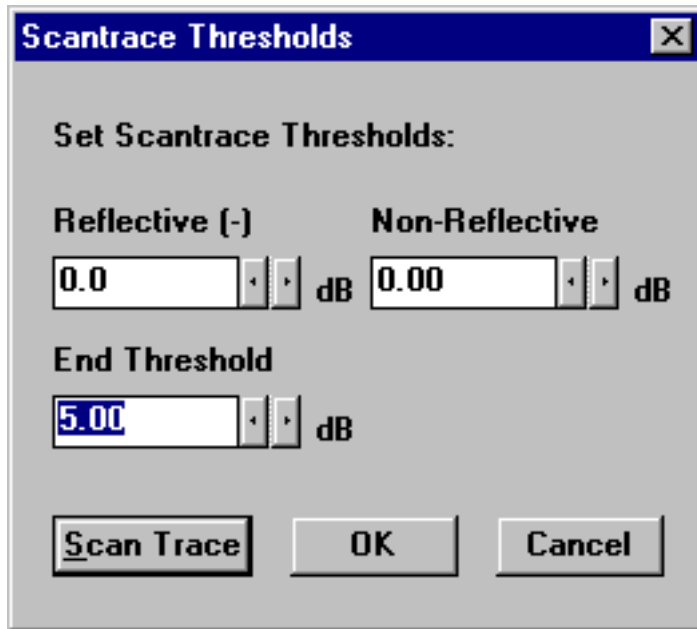 Scantrace Thresholds
Set Scantrace Thresholds:
Reflective (-) Non-Reflective
0.0 dB 0.00 dB
End Threshold
5.00 dB
Scan Trace OK Cancel